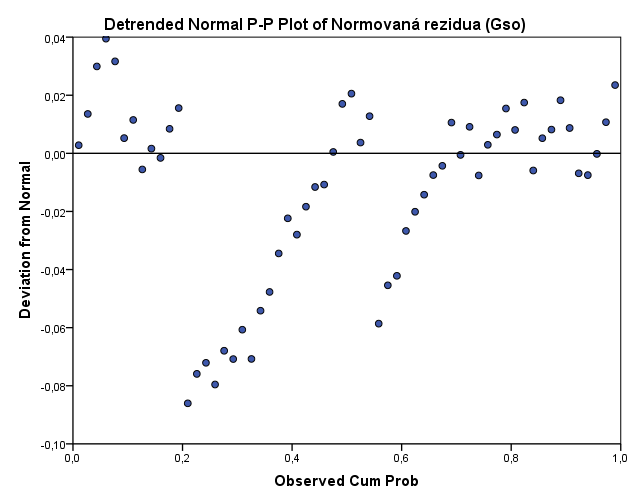 Detrended Normal P-P Plot of Normovaná rezidua (Gso)
0,04
0,02
0,00
-0,02
-0,04
-0,06
-0,08
-0,10
Deviation from Normal
0,0 0,2 0,4 0,6 0,8 1,0
Observed Cum Prob